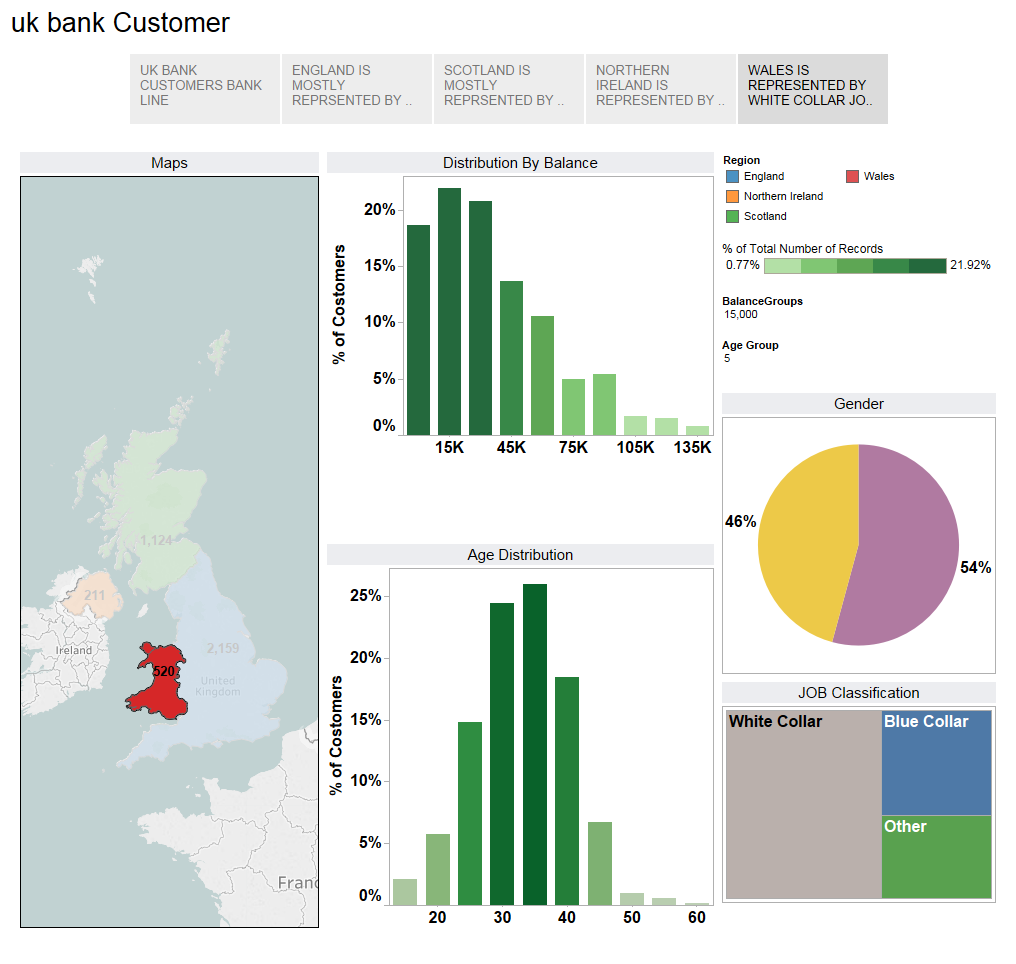 uk bank Customer
UK BANK
CUSTOMERS BANK
LINE
ENGLAND IS
MOSTLY
REPRSENTED BY ..
SCOTLAND IS
MOSTLY
REPRSENTED BY ..
NORTHERN
IRELAND IS
REPRESENTED BY ..
WALES IS
REPRESENTED BY
WHITE COLLAR JO..
Maps
1,124
211
Ireland
2,159
United
Kingdom
520
Franc
Distribution By Balance
% of Costomers
20%
15%
10%
5%
0%
15K 45K 75K 105K 135K
Age Distribution
% of Costomers
25%
20%
15%
10%
5%
0%
20 30 40 50 60
Region
England Wales
Northern Ireland
Scotland
% of Total Number of Records
0.77% 21.92%
BalanceGroups
15,000
Age Group
5
Gender
46%
54%
JOB Classification
White Collar
Blue Collar
Other